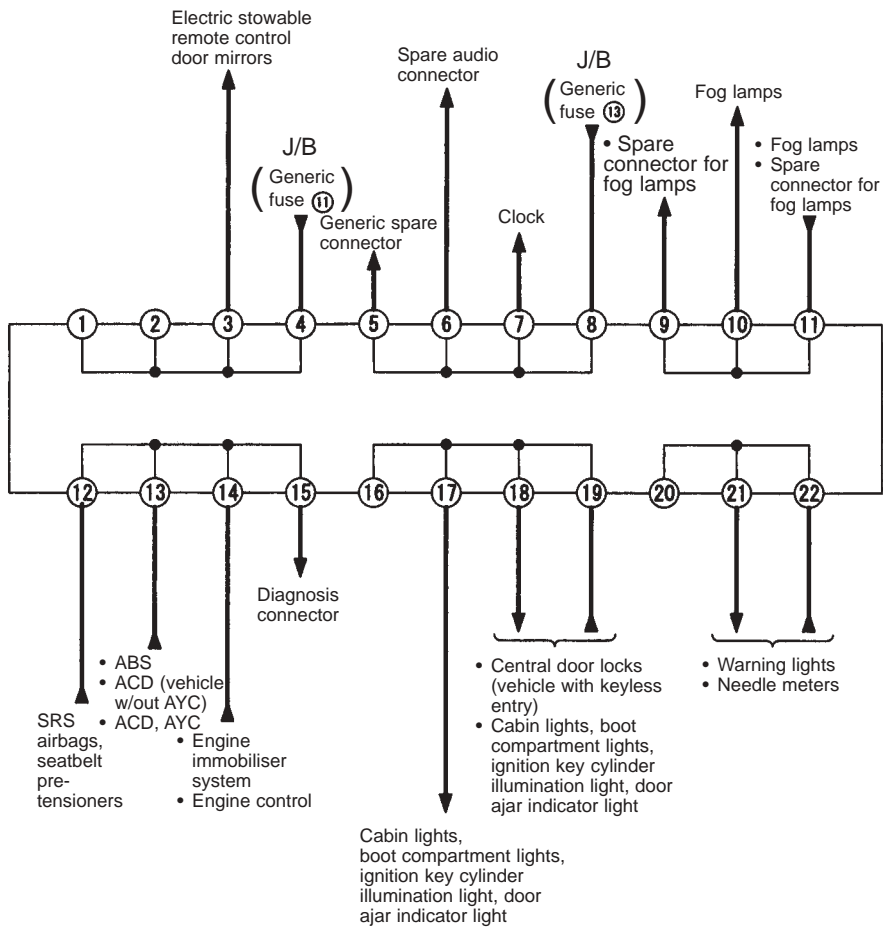 Electric stowable
remote control
door mirrors
J/B
(Generic
fuse ⑪)
Generic spare
connector
Spare audio
connector
Clock
J/B
(Generic
fuse ⑬)
• Spare
connector for
fog lamps
Fog lamps
• Fog lamps
• Spare
connector for
fog lamps
① ② ③ ④ ⑤ ⑥ ⑦ ⑧ ⑨ ⑩ ⑪
⑫ ⑬ ⑭ ⑮ ⑯ ⑰ ⑱ ⑲ ⑳ ㉑ ㉒
SRS
airbags,
seatbelt
pre-
tensioners
• ABS
• ACD (vehicle
w/out AYC)
• ACD, AYC
• Engine
immobiliser
system
• Engine control
Diagnosis
connector
Cabin lights,
boot compartment lights,
ignition key cylinder
illumination light, door
ajar indicator light
• Central door locks
(vehicle with keyless
entry)
• Cabin lights, boot
compartment lights,
ignition key cylinder
illumination light, door
ajar indicator light
• Warning lights
• Needle meters